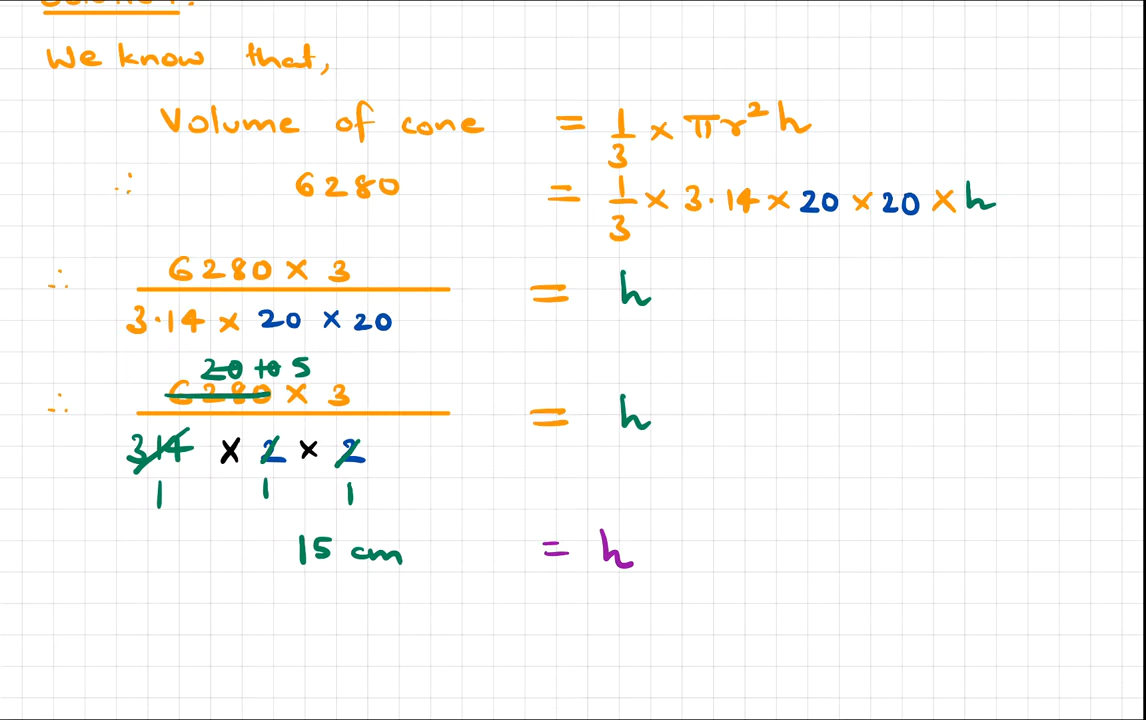 We know that,
Volume of cone = 1/3 × πr²h
∴ 6280 = 1/3 × 3.14 × 20 × 20 × h
∴ 6280 × 3 / 3.14 × 20 × 20 = h
20 10 5
∴ 6280 × 3 / 314 × 2 × 2 = h
1 1 1
15 cm = h